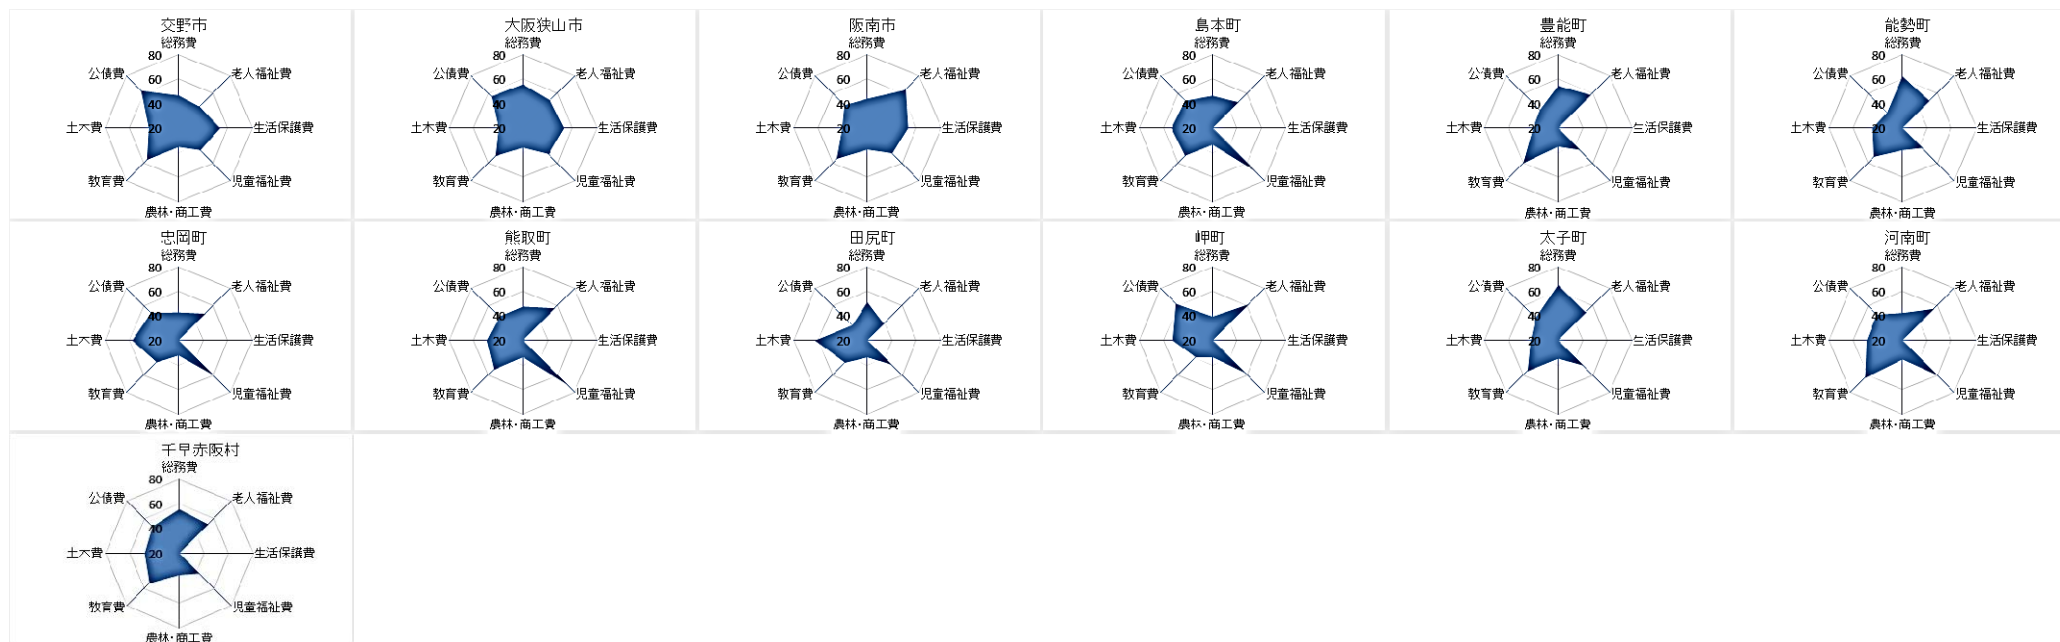 交野市
総務費
80
公債費
老人福祉費
60
40
土木費
20
生活保護費
教育費
児童福祉費
農林・商工費
大阪狭山市
総務費
80
公債費
老人福祉費
60
40
土木費
20
生活保護費
教育費
児童福祉費
農林・商工費
阪南市
総務費
80
公債費
老人福祉費
60
40
土木費
20
生活保護費
教育費
児童福祉費
農林・商工費
島本町
総務費
80
公債費
老人福祉費
60
40
土木費
20
生活保護費
教育費
児童福祉費
農林・商工費
豊能町
総務費
80
公債費
老人福祉費
60
40
土木費
20
生活保護費
教育費
児童福祉費
農林・商工費
能勢町
総務費
80
公債費
老人福祉費
60
40
土木費
20
生活保護費
教育費
児童福祉費
農林・商工費
忠岡町
総務費
80
公債費
老人福祉費
60
40
土木費
20
生活保護費
教育費
児童福祉費
農林・商工費
熊取町
総務費
80
公債費
老人福祉費
60
40
土木費
20
生活保護費
教育費
児童福祉費
農林・商工費
田尻町
総務費
80
公債費
老人福祉費
60
40
土木費
20
生活保護費
教育費
児童福祉費
農林・商工費
岬町
総務費
80
公債費
老人福祉費
60
40
土木費
20
生活保護費
教育費
児童福祉費
農林・商工費
太子町
総務費
80
公債費
老人福祉費
60
40
土木費
20
生活保護費
教育費
児童福祉費
農林・商工費
河南町
総務費
80
公債費
老人福祉費
60
40
土木費
20
生活保護費
教育費
児童福祉費
農林・商工費
千早赤阪村
総務費
80
公債費
老人福祉費
60
40
土木費
20
生活保護費
教育費
児童福祉費
農林・商工費